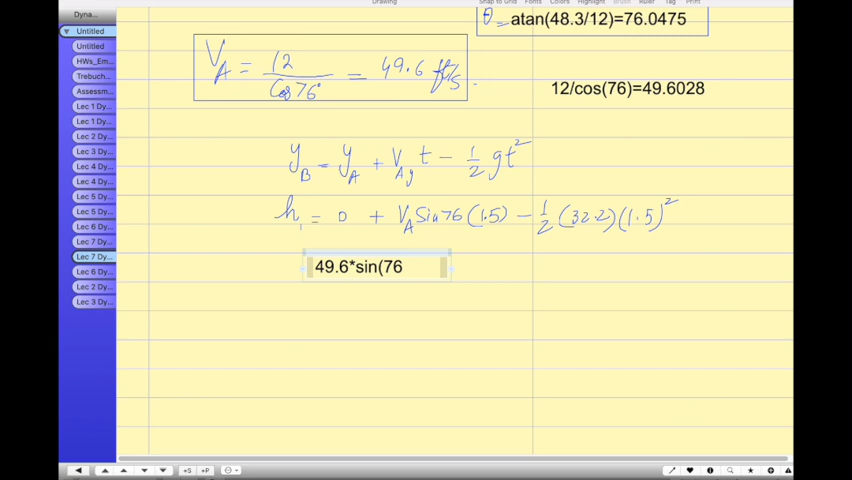 Drawing
Snap to Grid Fonts Colors Highlight Brush Ruler Tag Print
Dyna...
Untitled
Untitled
HWs_Em...
Trebuch...
Assessm...
Lec 1 Dy...
Lec 1 Dy...
Lec 2 Dy...
Lec 3 Dy...
Lec 4 Dy...
Lec 4 Dy...
Lec 5 Dy...
Lec 5 Dy...
Lec 6 Dy...
Lec 7 Dy...
Lec 7 Dy...
Lec 6 Dy...
Lec 2 Dy...
Lec 3 Dy...
θ = atan(48.3/12)=76.0475
V_A = 12 / Cos 76° = 49.6 ft/s.
12/cos(76)=49.6028
y_B = y_A + V_Ay t - 1/2 gt²
h_1 = 0 + V_A Sin 76 (1.5) - 1/2 (32.2)(1.5)²
49.6*sin(76
+S +P